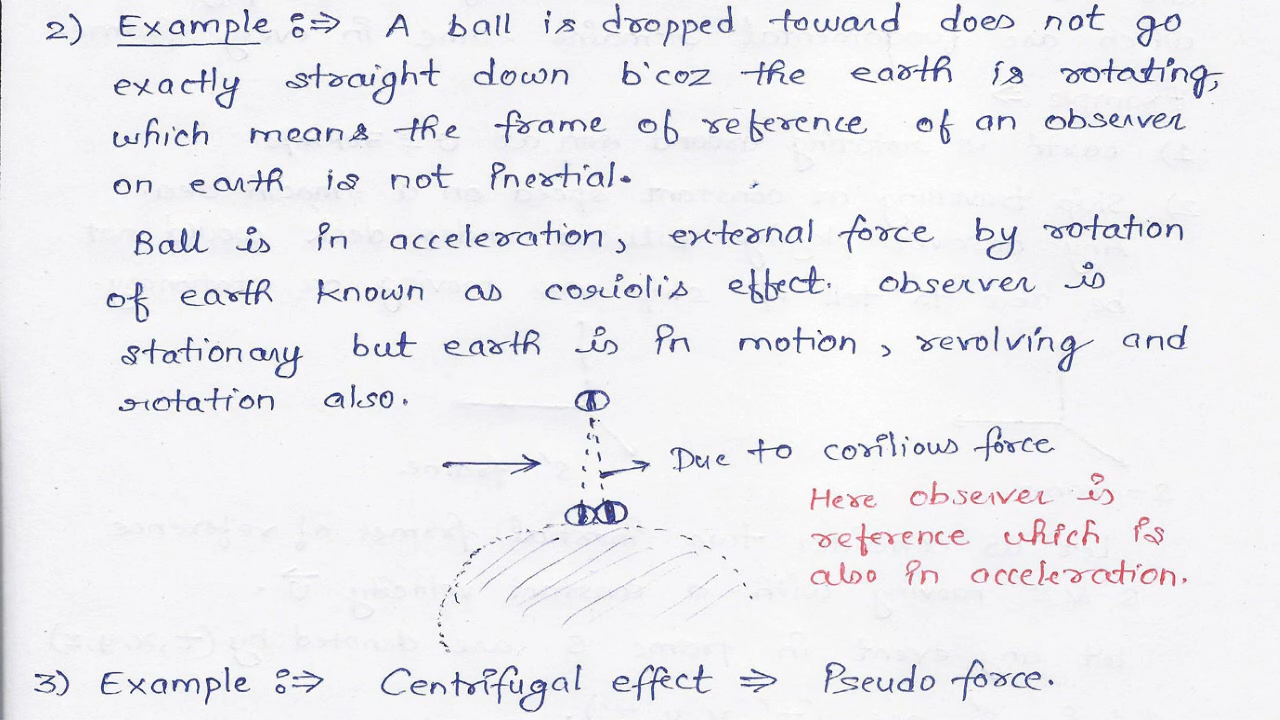 2) Example :⇒ A ball is dropped toward does not go
exactly straight down b'coz the earth is rotating,
which means the frame of reference of an observer
on earth is not inertial.
Ball is in acceleration, external force by rotation
of earth known as coriolis effect. observer is
stationary but earth is in motion, revolving and
rotation also.
→ Due to corilious force
Here observer is
reference which is
also in acceleration.
3) Example :⇒ Centrifugal effect ⇒ Pseudo force.